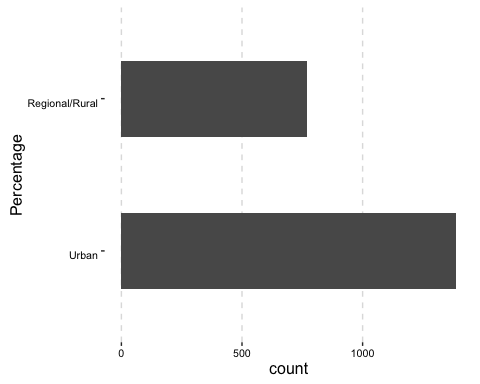 Percentage
Regional/Rural
Urban
0 500 1000
count